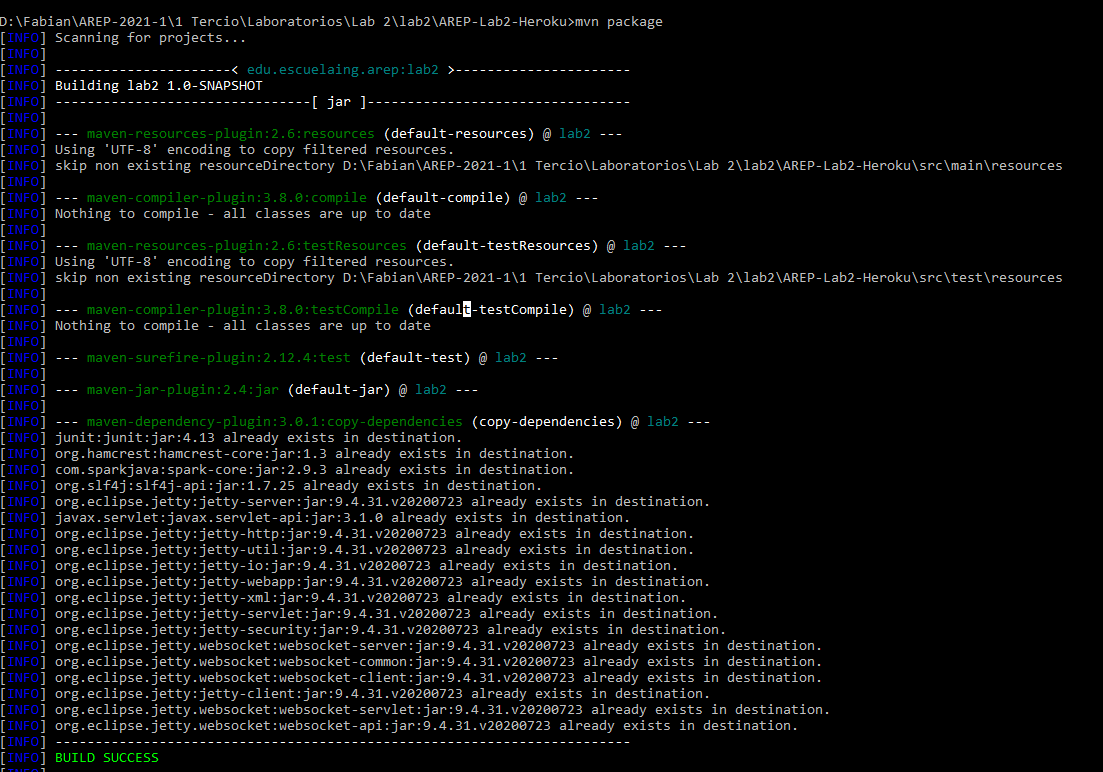 D:\Fabian\AREP-2021-1\1 Tercio\Laboratorios\Lab 2\lab2\AREP-Lab2-Heroku>mvn package
[INFO] Scanning for projects...
[INFO]
[INFO] ----------------------< edu.escuelaing.arep:lab2 >----------------------
[INFO] Building lab2 1.0-SNAPSHOT
[INFO] --------------------------------[ jar ]---------------------------------
[INFO]
[INFO] --- maven-resources-plugin:2.6:resources (default-resources) @ lab2 ---
[INFO] Using 'UTF-8' encoding to copy filtered resources.
[INFO] skip non existing resourceDirectory D:\Fabian\AREP-2021-1\1 Tercio\Laboratorios\Lab 2\lab2\AREP-Lab2-Heroku\src\main\resources
[INFO]
[INFO] --- maven-compiler-plugin:3.8.0:compile (default-compile) @ lab2 ---
[INFO] Nothing to compile - all classes are up to date
[INFO]
[INFO] --- maven-resources-plugin:2.6:testResources (default-testResources) @ lab2 ---
[INFO] Using 'UTF-8' encoding to copy filtered resources.
[INFO] skip non existing resourceDirectory D:\Fabian\AREP-2021-1\1 Tercio\Laboratorios\Lab 2\lab2\AREP-Lab2-Heroku\src\test\resources
[INFO]
[INFO] --- maven-compiler-plugin:3.8.0:testCompile (default-testCompile) @ lab2 ---
[INFO] Nothing to compile - all classes are up to date
[INFO]
[INFO] --- maven-surefire-plugin:2.12.4:test (default-test) @ lab2 ---
[INFO]
[INFO] --- maven-jar-plugin:2.4:jar (default-jar) @ lab2 ---
[INFO]
[INFO] --- maven-dependency-plugin:3.0.1:copy-dependencies (copy-dependencies) @ lab2 ---
[INFO] junit:junit:jar:4.13 already exists in destination.
[INFO] org.hamcrest:hamcrest-core:jar:1.3 already exists in destination.
[INFO] com.sparkjava:spark-core:jar:2.9.3 already exists in destination.
[INFO] org.slf4j:slf4j-api:jar:1.7.25 already exists in destination.
[INFO] org.eclipse.jetty:jetty-server:jar:9.4.31.v20200723 already exists in destination.
[INFO] javax.servlet:javax.servlet-api:jar:3.1.0 already exists in destination.
[INFO] org.eclipse.jetty:jetty-http:jar:9.4.31.v20200723 already exists in destination.
[INFO] org.eclipse.jetty:jetty-util:jar:9.4.31.v20200723 already exists in destination.
[INFO] org.eclipse.jetty:jetty-io:jar:9.4.31.v20200723 already exists in destination.
[INFO] org.eclipse.jetty:jetty-webapp:jar:9.4.31.v20200723 already exists in destination.
[INFO] org.eclipse.jetty:jetty-xml:jar:9.4.31.v20200723 already exists in destination.
[INFO] org.eclipse.jetty:jetty-servlet:jar:9.4.31.v20200723 already exists in destination.
[INFO] org.eclipse.jetty:jetty-security:jar:9.4.31.v20200723 already exists in destination.
[INFO] org.eclipse.jetty.websocket:websocket-server:jar:9.4.31.v20200723 already exists in destination.
[INFO] org.eclipse.jetty.websocket:websocket-common:jar:9.4.31.v20200723 already exists in destination.
[INFO] org.eclipse.jetty.websocket:websocket-client:jar:9.4.31.v20200723 already exists in destination.
[INFO] org.eclipse.jetty:jetty-client:jar:9.4.31.v20200723 already exists in destination.
[INFO] org.eclipse.jetty.websocket:websocket-servlet:jar:9.4.31.v20200723 already exists in destination.
[INFO] org.eclipse.jetty.websocket:websocket-api:jar:9.4.31.v20200723 already exists in destination.
[INFO] ------------------------------------------------------------------------
[INFO] BUILD SUCCESS